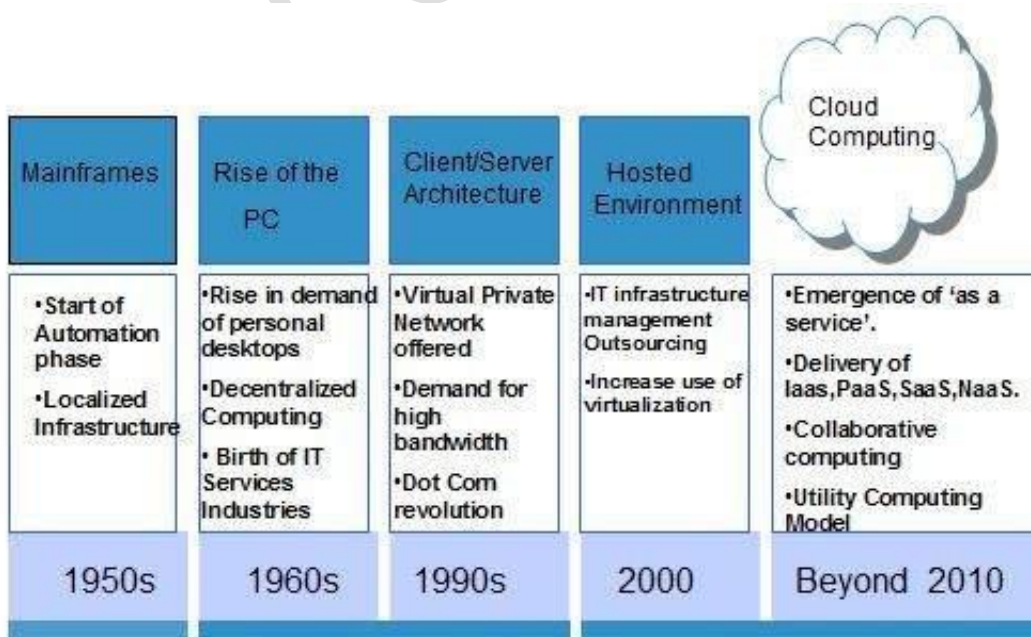 Mainframes
Rise of the
PC
Client/Server
Architecture
Hosted
Environment
Cloud
Computing
•Start of
Automation
phase
•Localized
Infrastructure
•Rise in demand
of personal
desktops
•Decentralized
Computing
• Birth of IT
Services
Industries
•Virtual Private
Network
offered
•Demand for
high
bandwidth
•Dot Com
revolution
•IT infrastructure
management
Outsourcing
•Increase use of
virtualization
•Emergence of ‘as a
service’.
•Delivery of
Iaas,PaaS,SaaS,NaaS.
•Collaborative
computing
•Utility Computing
Model
1950s
1960s
1990s
2000
Beyond 2010